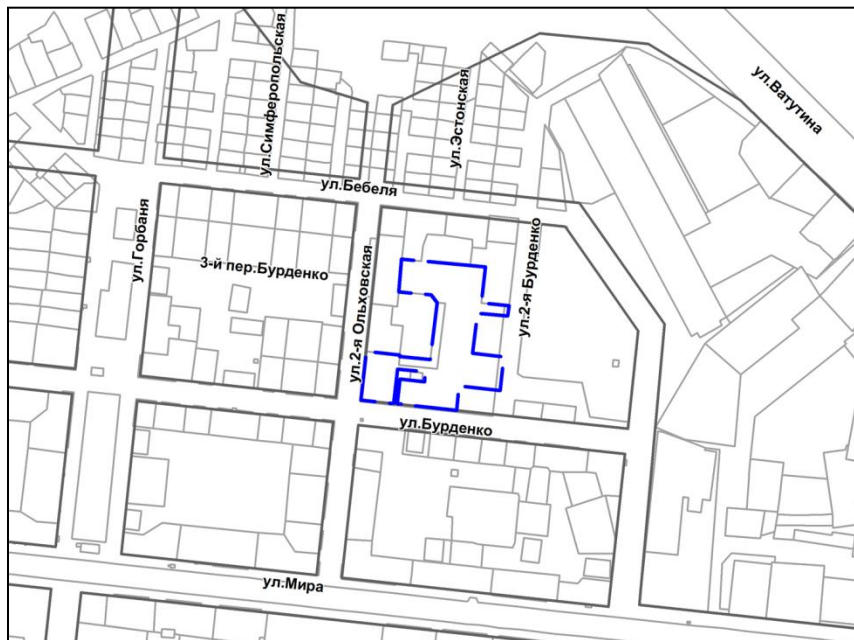 ул.Ватутина
ул.Симферопольская
ул.Эстонская
ул.Бебеля
ул.Горбаня
3-й пер.Бурденко
ул.2-я Ольховская
ул.2-я Бурденко
ул.Бурденко
ул.Мира